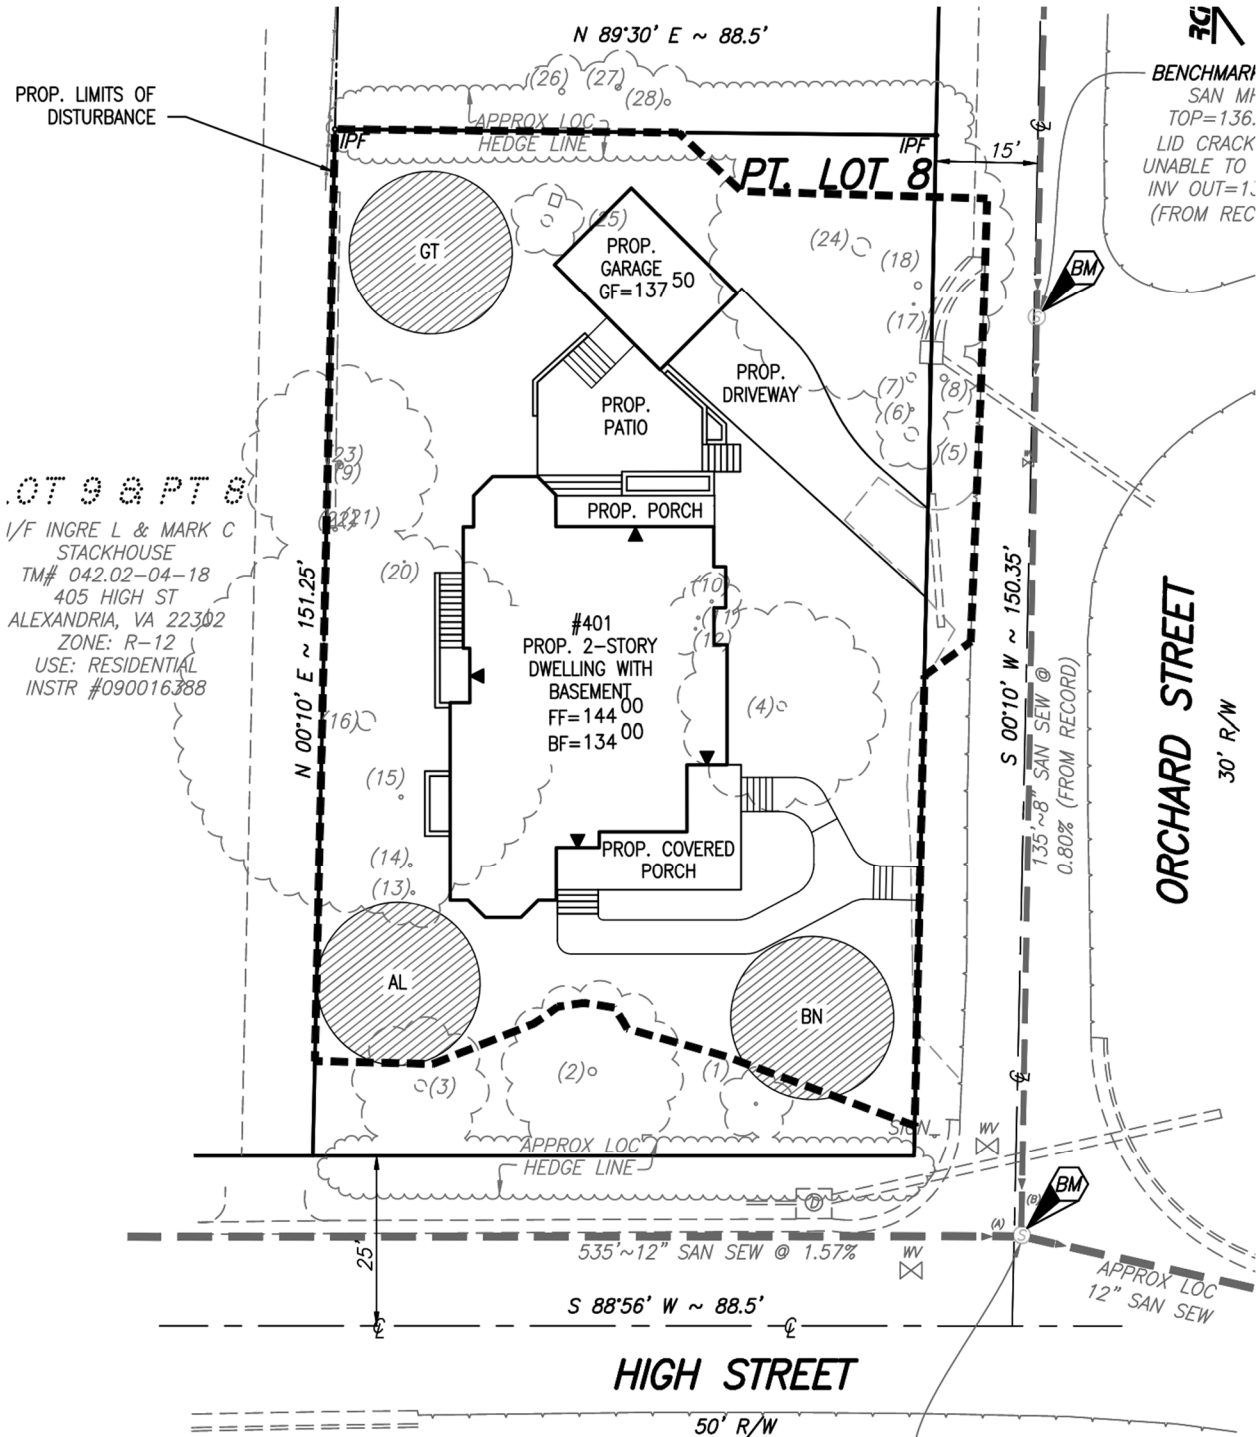 N 89°30' E ~ 88.5'
PROP. LIMITS OF
DISTURBANCE
(26)
(27)
(28)
APPROX LOC
HEDGE LINE
IPF
IPF
PT. LOT 8
15'
BENCHMARK
SAN MH
TOP=136.
LID CRACK
UNABLE TO
INV OUT=13
(FROM REC
BM
GT
(25)
PROP.
GARAGE
GF=137 50
(24)
(18)
(17)
PROP.
DRIVEWAY
(7)
(8)
(6)
(5)
PROP.
PATIO
(23)
(9)
(22)
(21)
(20)
PROP. PORCH
LOT 9 & PT 8
/F INGRE L & MARK C
STACKHOUSE
TM# 042.02-04-18
405 HIGH ST
ALEXANDRIA, VA 22302
ZONE: R-12
USE: RESIDENTIAL
INSTR #090016388
N 00°10' E ~ 151.25'
(10)
(11)
(12)
#401
PROP. 2-STORY
DWELLING WITH
BASEMENT
FF=144 00
BF=134 00
(4)
(16)
(15)
(14)
(13)
PROP. COVERED
PORCH
S 00°10' W ~ 150.35'
135'~8" SAN SEW @
0.80% (FROM RECORD)
ORCHARD STREET
30' R/W
AL
BN
(3)
(2)
(1)
SIGN
WV
APPROX LOC
HEDGE LINE
BM
D
(A)
(B)
S
25'
535'~12" SAN SEW @ 1.57%
WV
APPROX LOC
12" SAN SEW
S 88°56' W ~ 88.5'
HIGH STREET
50' R/W